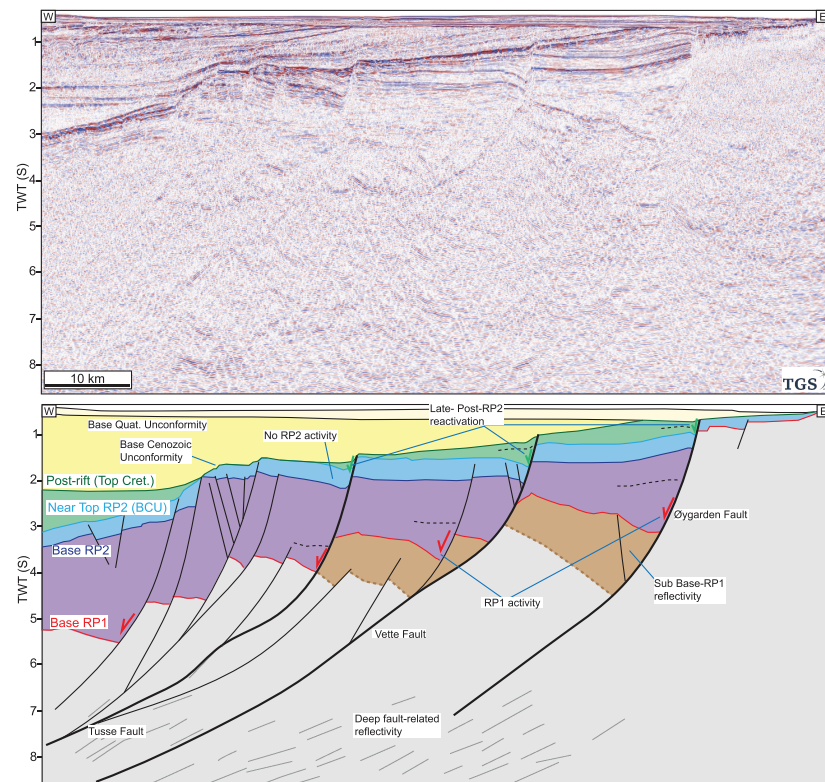 W
E
1
2
3
4
5
6
7
8
TWT (S)
10 km
TGS
W
E
1
2
3
4
5
6
7
8
TWT (S)
Base Quat. Unconformity
Late- Post-RP2
reactivation
Base Cenozoic
Unconformity
No RP2 activity
Post-rift (Top Cret.)
Near Top RP2 (BCU)
Base RP2
Øygarden Fault
Sub Base-RP1
reflectivity
RP1 activity
Base RP1
Vette Fault
Tusse Fault
Deep fault-related
reflectivity